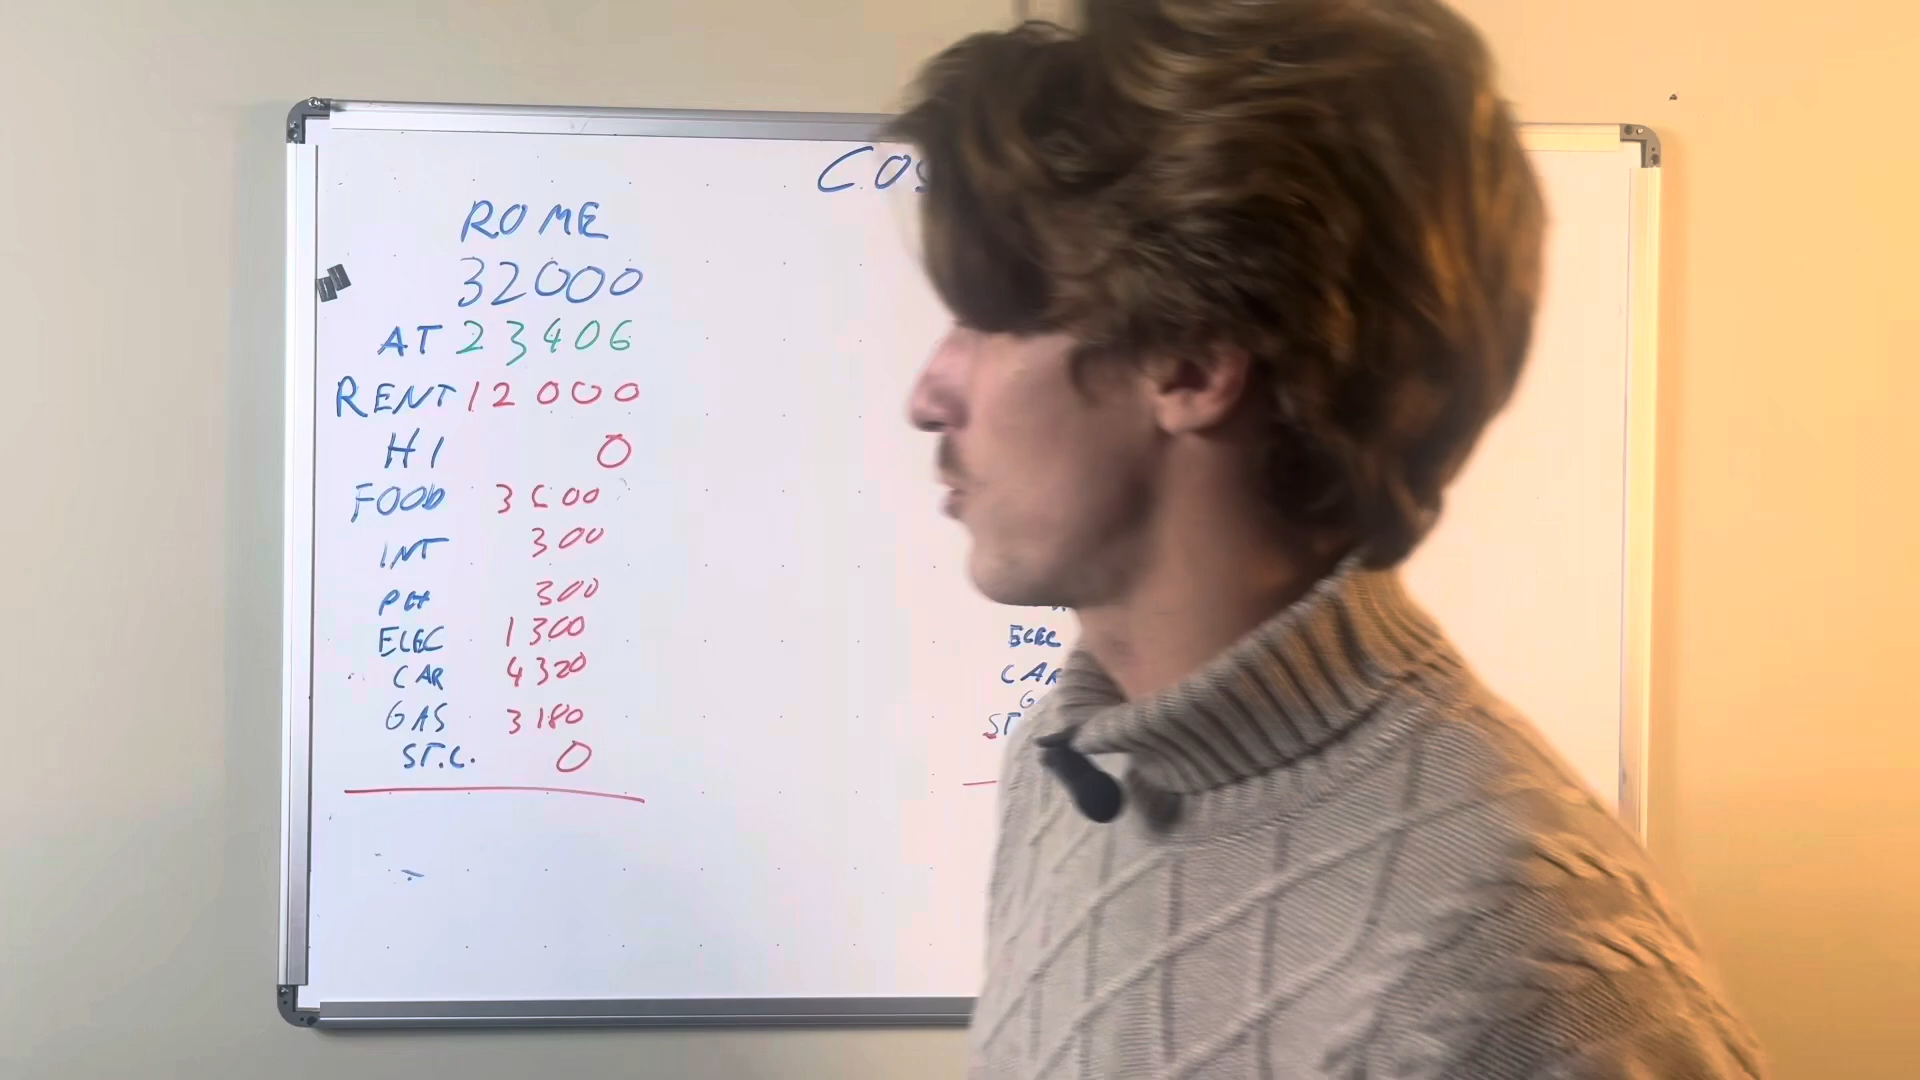 COS
ROME
32000
AT 23406
RENT 12000
HI 0
FOOD 3600
INT 300
PH 300
ELEC 1300
CAR 4320
GAS 3180
ST.C. 0
ELEC
CAR
G
ST